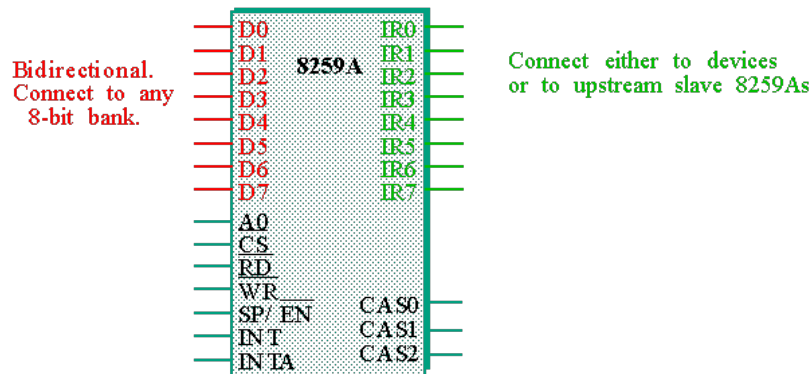 Bidirectional.
Connect to any
8-bit bank.
D0
D1
D2
D3
D4
D5
D6
D7
A0
CS
RD
WR
SP/ EN
INT
INTA
8259A
IR0
IR1
IR2
IR3
IR4
IR5
IR6
IR7
CAS0
CAS1
CAS2
Connect either to devices
or to upstream slave 8259As